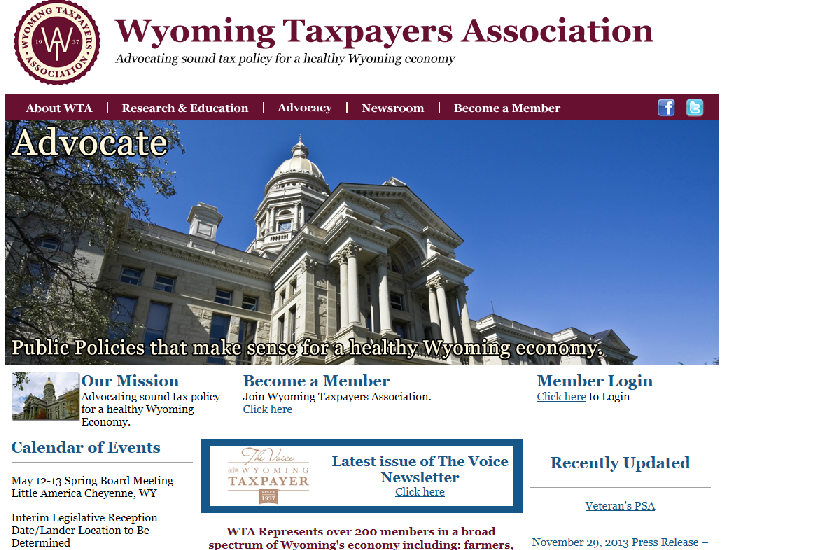 WYOMING TAXPAYERS
1937
ASSOCIATION
Wyoming Taxpayers Association
Advocating sound tax policy for a healthy Wyoming economy
About WTA | Research & Education | Advocacy | Newsroom | Become a Member
Advocate
Public Policies that make sense for a healthy Wyoming economy.
Our Mission
Advocating sound tax policy
for a healthy Wyoming
Economy.
Become a Member
Join Wyoming Taxpayers Association.
Click here
Member Login
Click here to Login
Calendar of Events
May 12-13 Spring Board Meeting
Little America Cheyenne, WY
Interim Legislative Reception
Date/Lander Location to Be
Determined
The Voice
of the WYOMING
TAXPAYER
SINCE
1937
Latest issue of The Voice
Newsletter
Click here
WTA Represents over 200 members in a broad
spectrum of Wyoming's economy including: farmers,
Recently Updated
Veteran's PSA
November 29, 2013 Press Release –